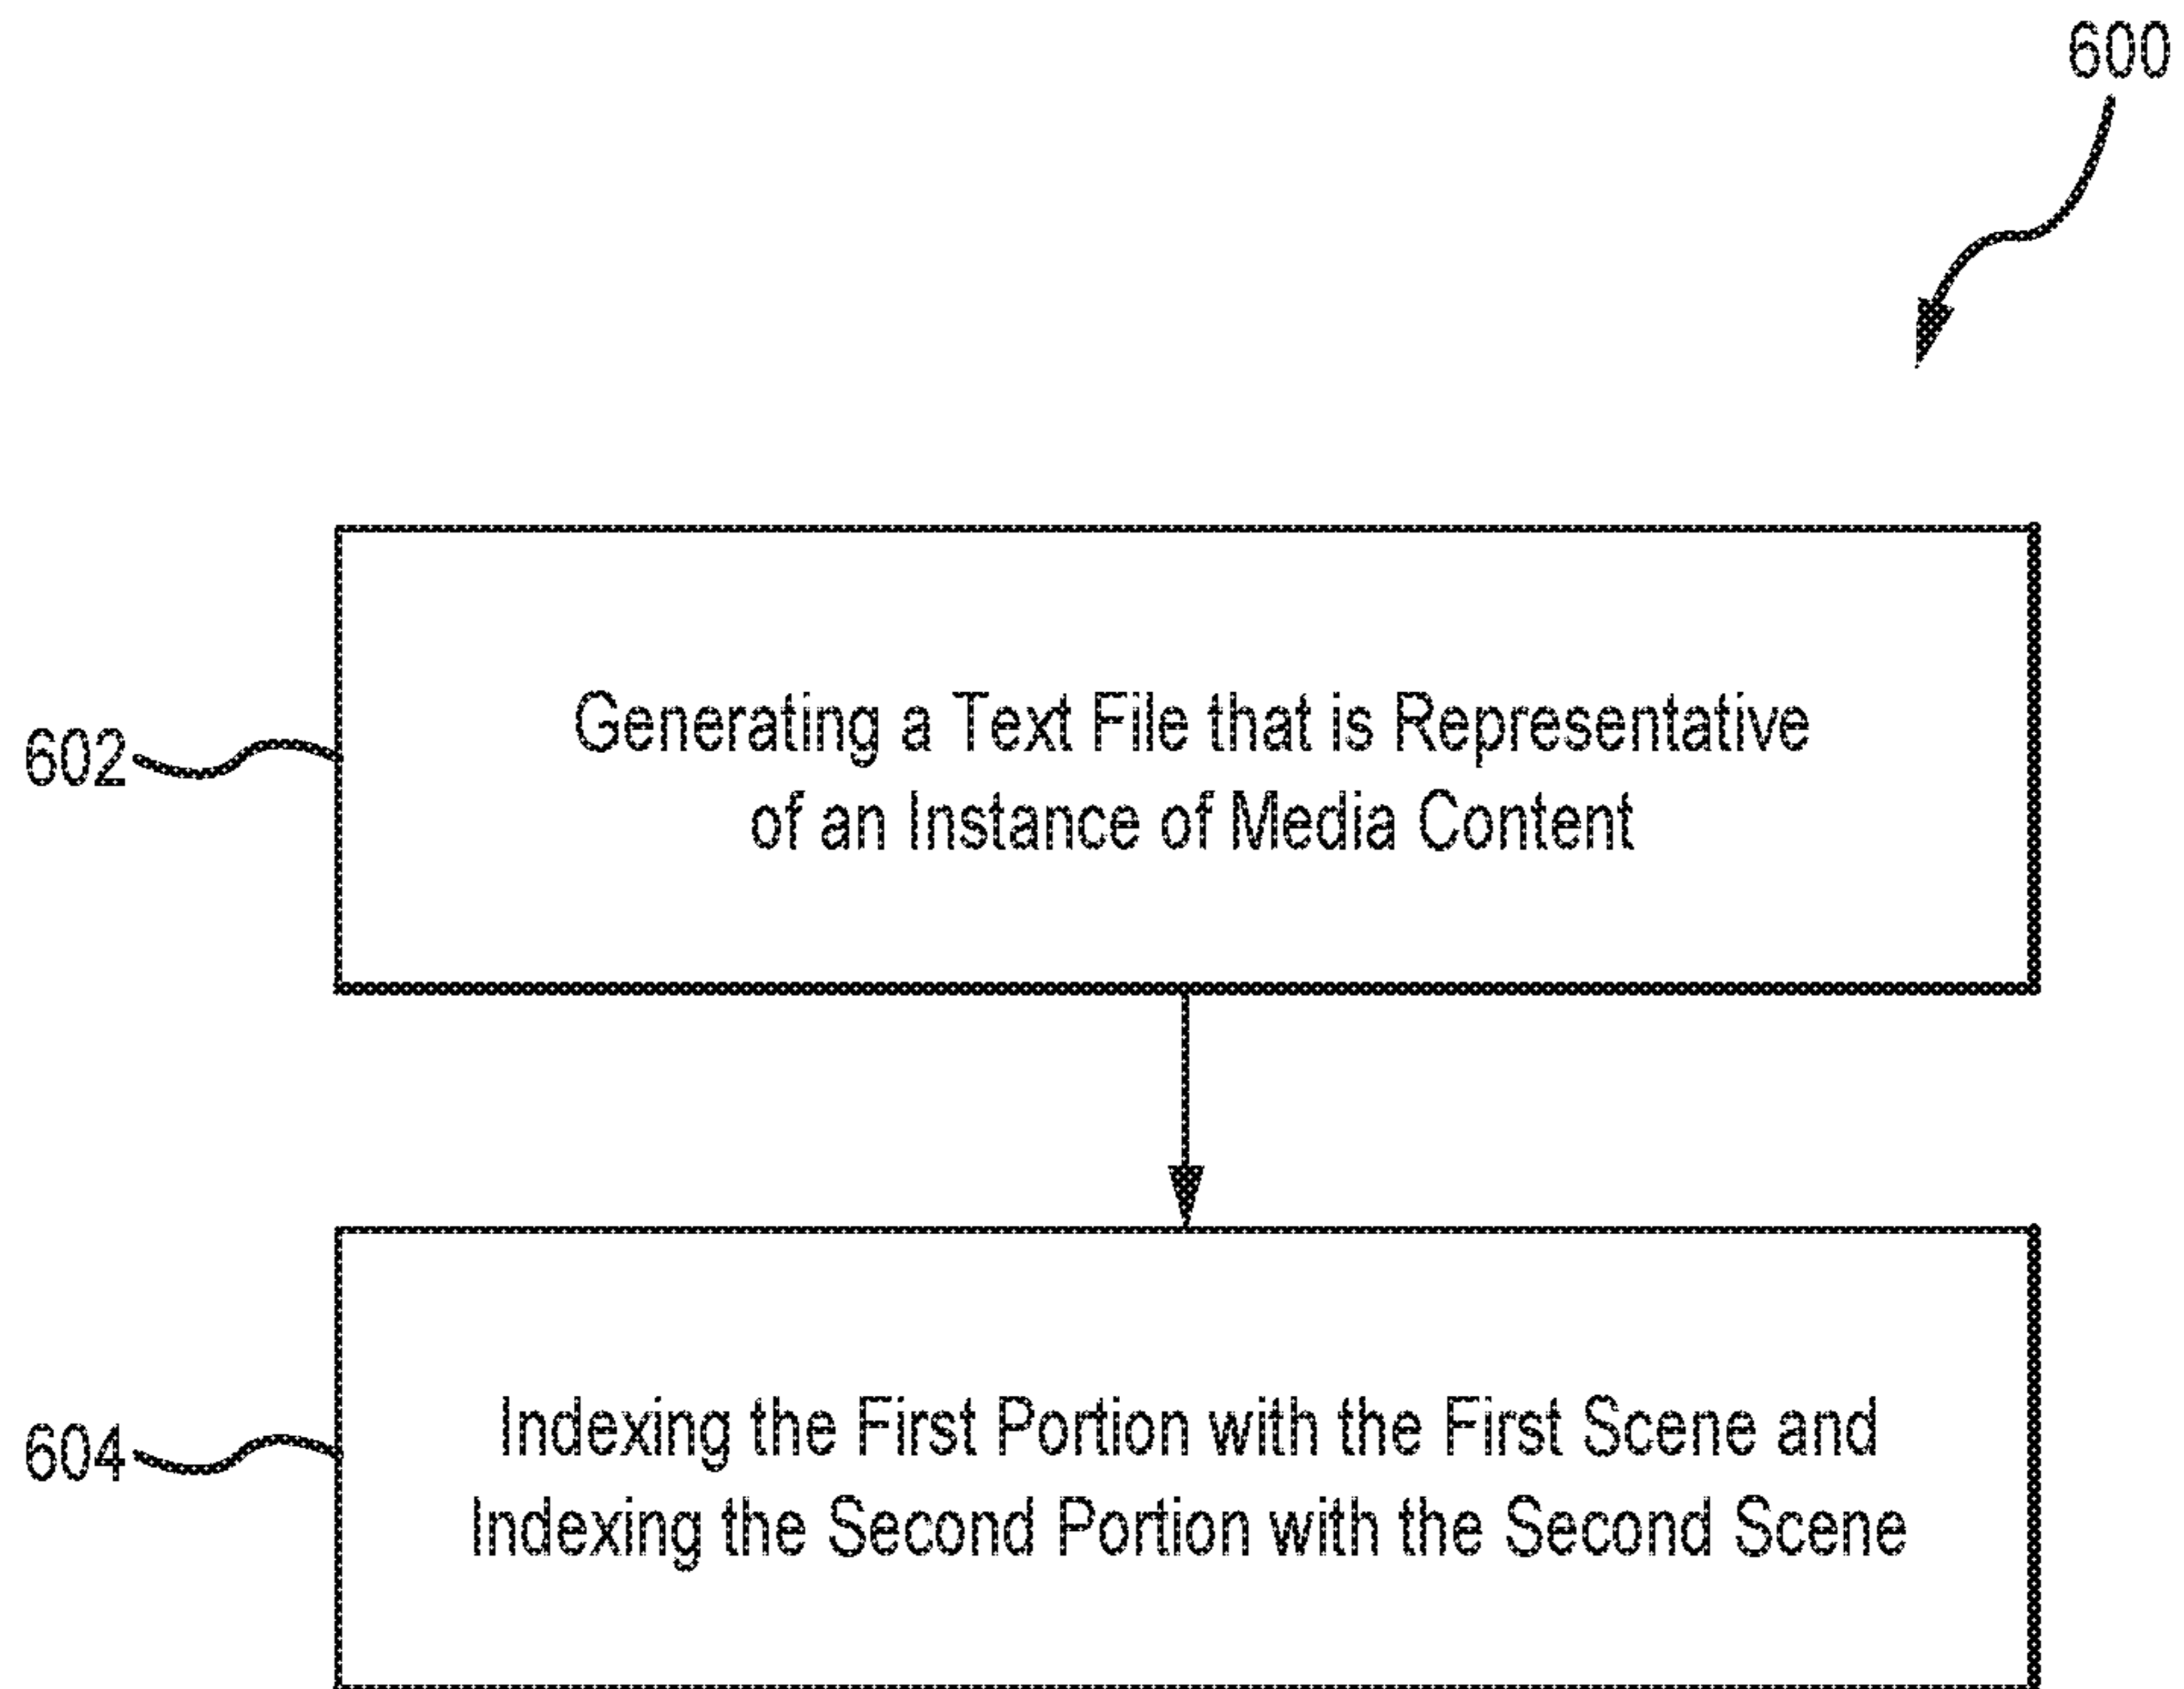 600
602
Generating a Text File that is Representative
of an Instance of Media Content
604
Indexing the First Portion with the First Scene and
Indexing the Second Portion with the Second Scene